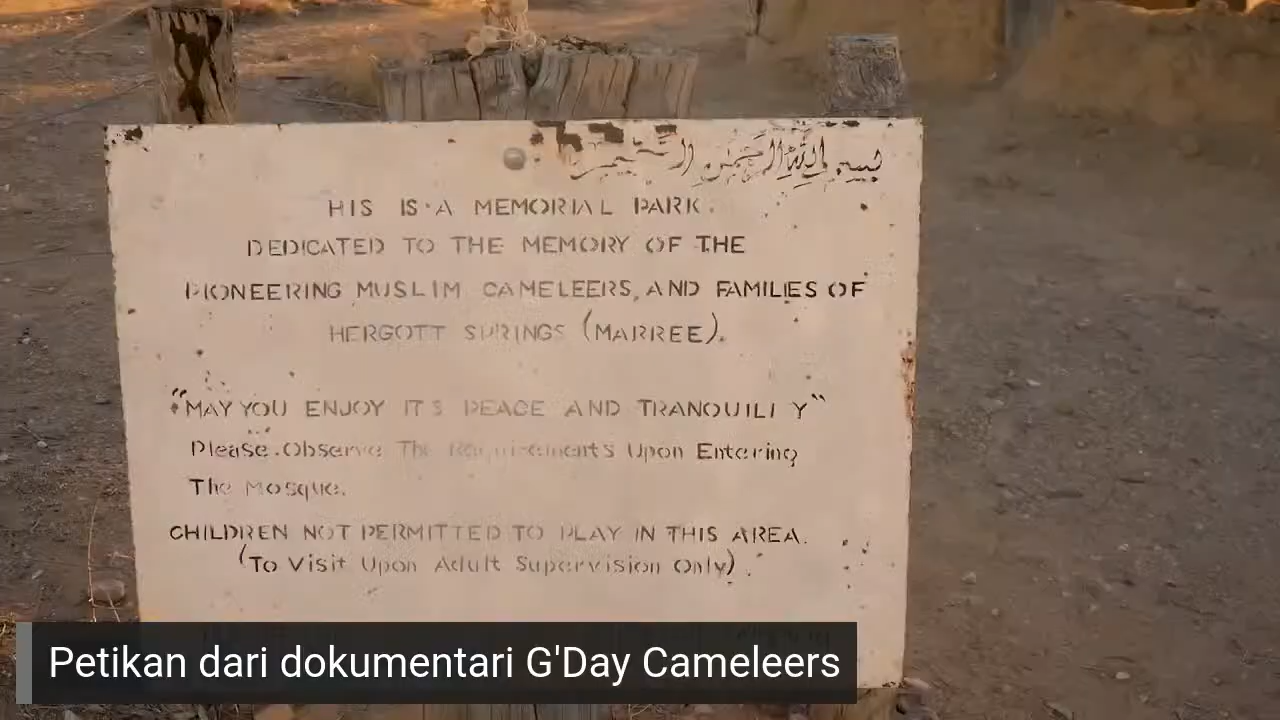 بسم الله الرحمن الرحيم
HIS IS A MEMORIAL PARK.
DEDICATED TO THE MEMORY OF THE
PIONEERING MUSLIM CAMELEERS, AND FAMILIES OF
HERGOTT SPRINGS (MARREE).
"MAY YOU ENJOY ITS PEACE AND TRANQUILI Y"
Please Observe The Requirements Upon Entering
The Mosque.
CHILDREN NOT PERMITTED TO PLAY IN THIS AREA.
(To Visit Upon Adult Supervision Only).
Petikan dari dokumentari G'Day Cameleers